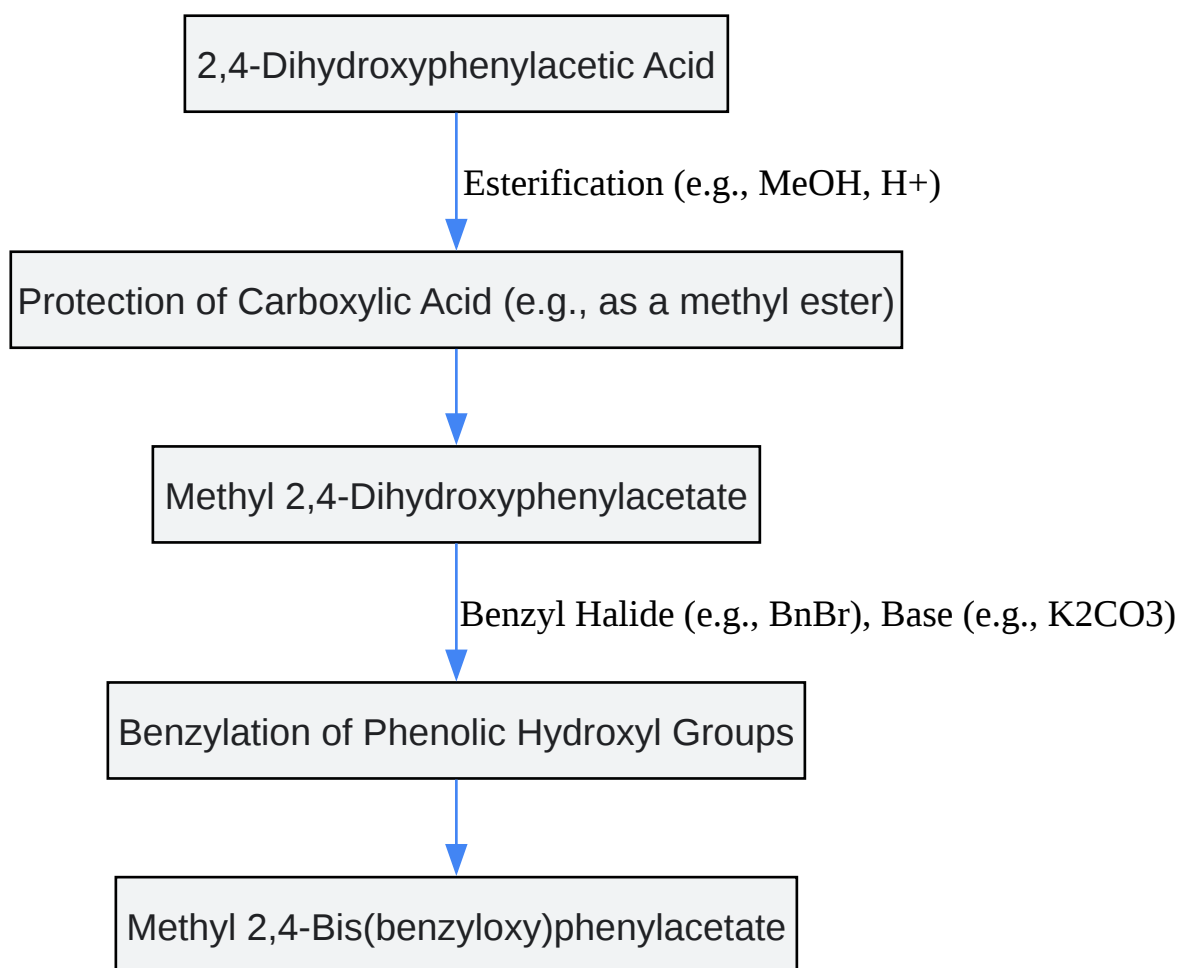 2,4-Dihydroxyphenylacetic Acid
Esterification (e.g., MeOH, H+)
Protection of Carboxylic Acid (e.g., as a methyl ester)
Methyl 2,4-Dihydroxyphenylacetate
Benzyl Halide (e.g., BnBr), Base (e.g., K2CO3)
Benzylation of Phenolic Hydroxyl Groups
Methyl 2,4-Bis(benzyloxy)phenylacetate